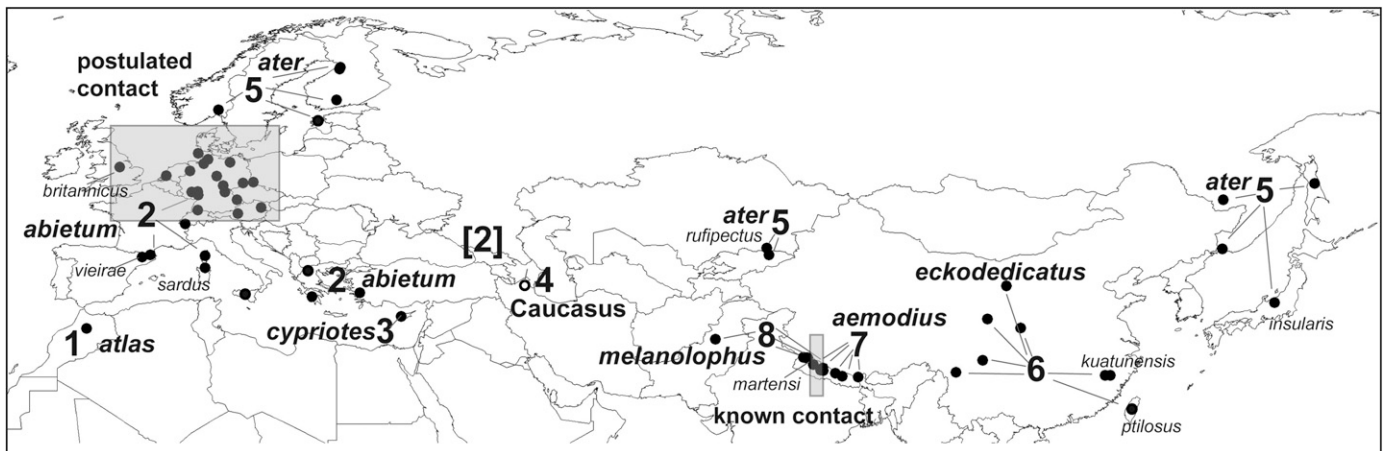 postulated
contact
ater
5
britannicus
2
abietum
vieirae
sardus
[2]
2 abietum
4
Caucasus
cypriotes 3
1 atlas
ater 5
rufipectus
8
melanolophus
martensi
aemodius
7
known contact
eckodedicatus
6
kuatunensis
ptilosus
ater
5
insularis